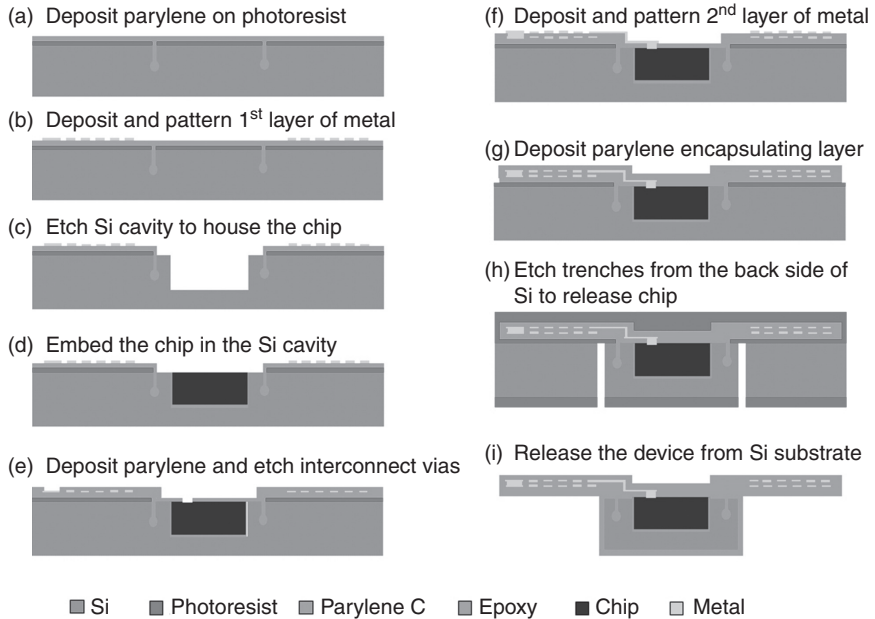 (a) Deposit parylene on photoresist
(b) Deposit and pattern 1st layer of metal
(c) Etch Si cavity to house the chip
(d) Embed the chip in the Si cavity
(e) Deposit parylene and etch interconnect vias
(f) Deposit and pattern 2nd layer of metal
(g) Deposit parylene encapsulating layer
(h) Etch trenches from the back side of
Si to release chip
(i) Release the device from Si substrate
Si Photoresist Parylene C Epoxy Chip Metal